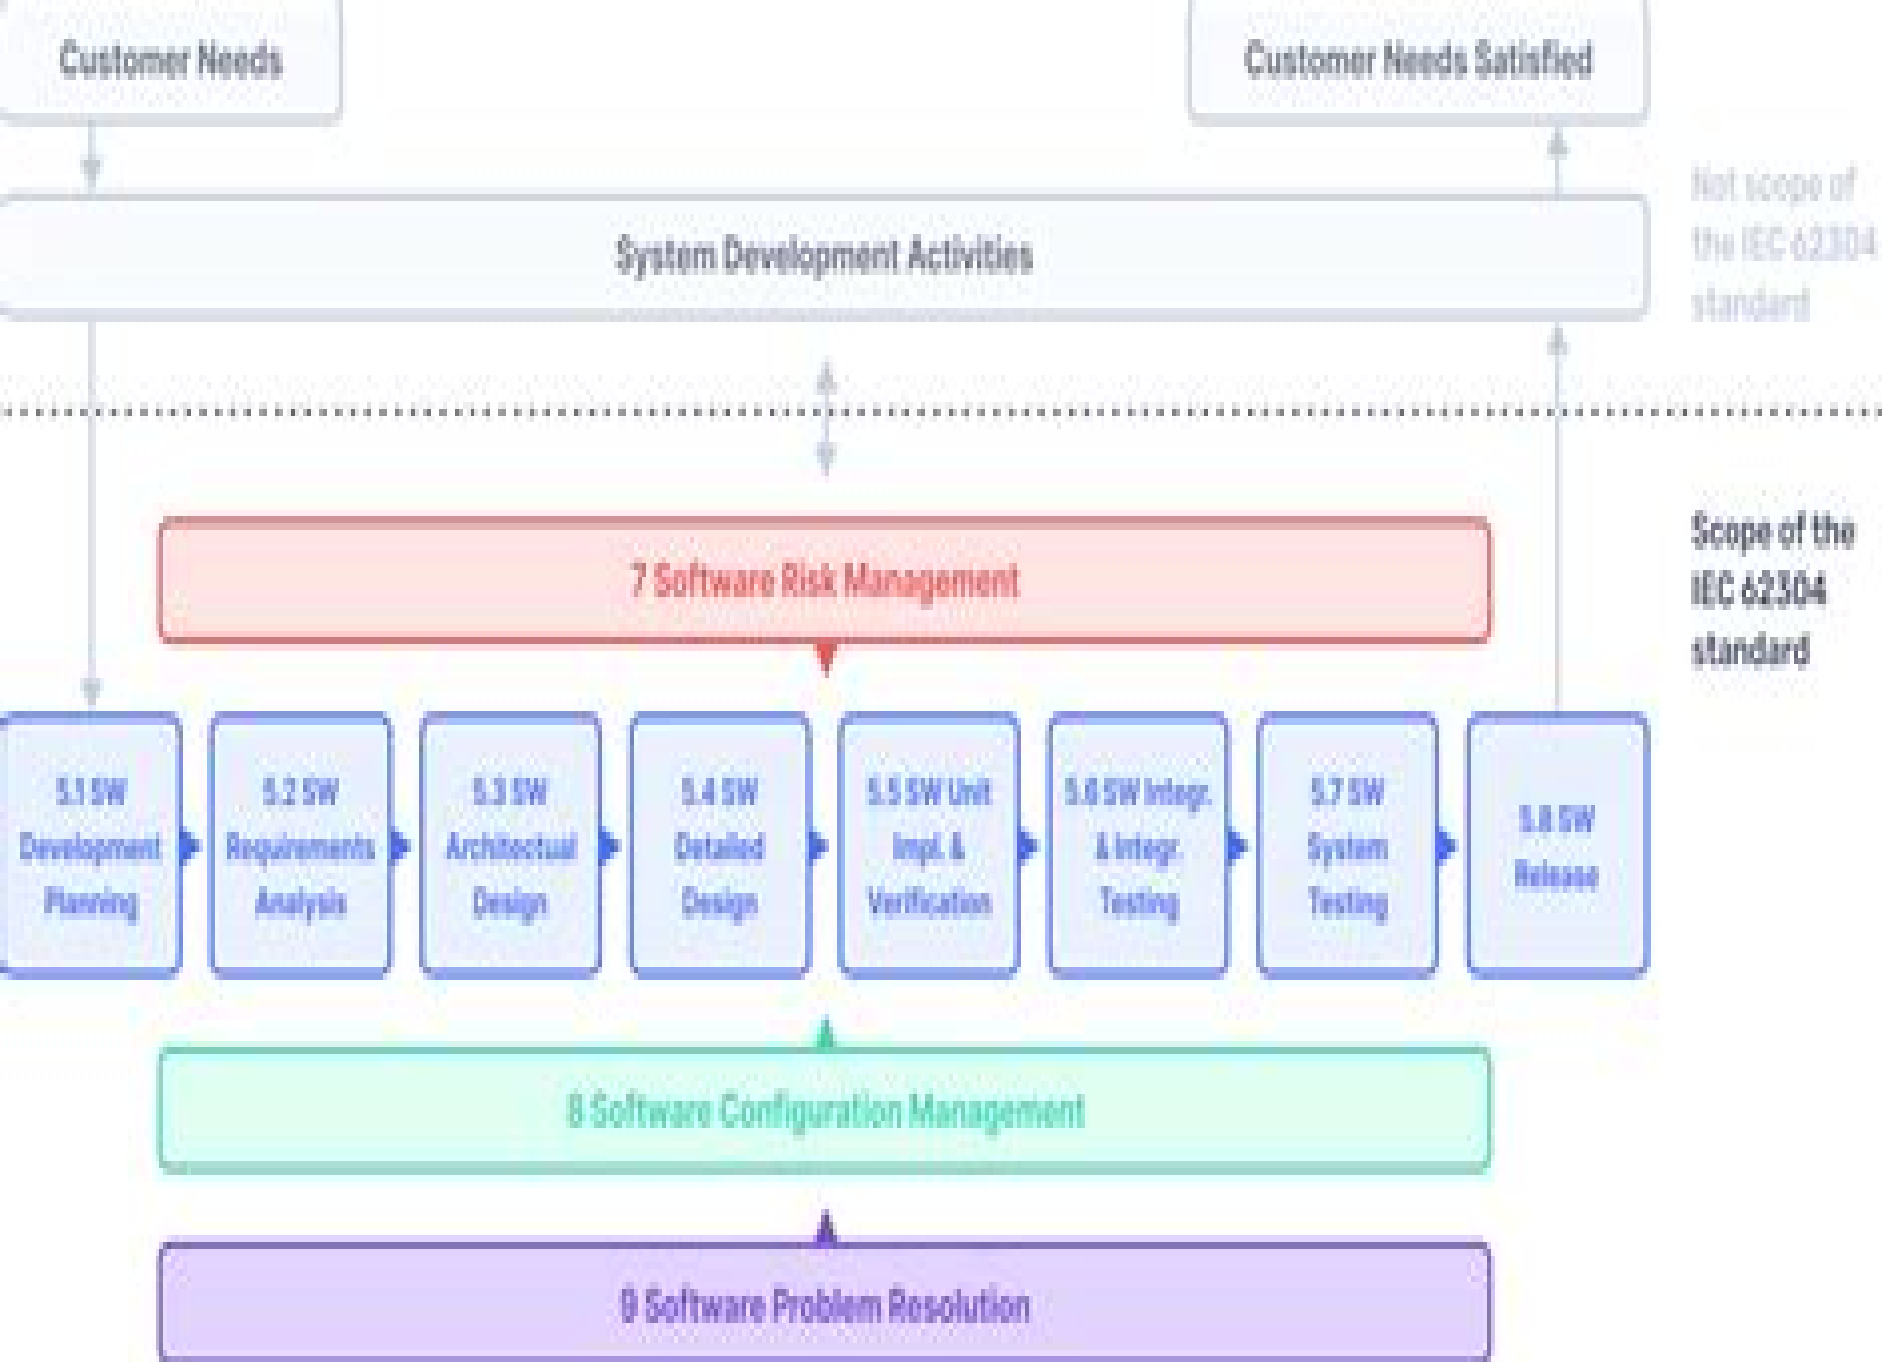 Customer Needs
Customer Needs Satisfied
Not scope of
the IEC 62304
standard
System Development Activities
Scope of the
IEC 62304
standard
7 Software Risk Management
5.1 SW
Development
Planning
5.2 SW
Requirements
Analysis
5.3 SW
Architectual
Design
5.4 SW
Detailed
Design
5.5 SW Unit
Impl. &
Verification
5.6 SW Integr.
& Integr.
Testing
5.7 SW
System
Testing
5.8 SW
Release
8 Software Configuration Management
9 Software Problem Resolution